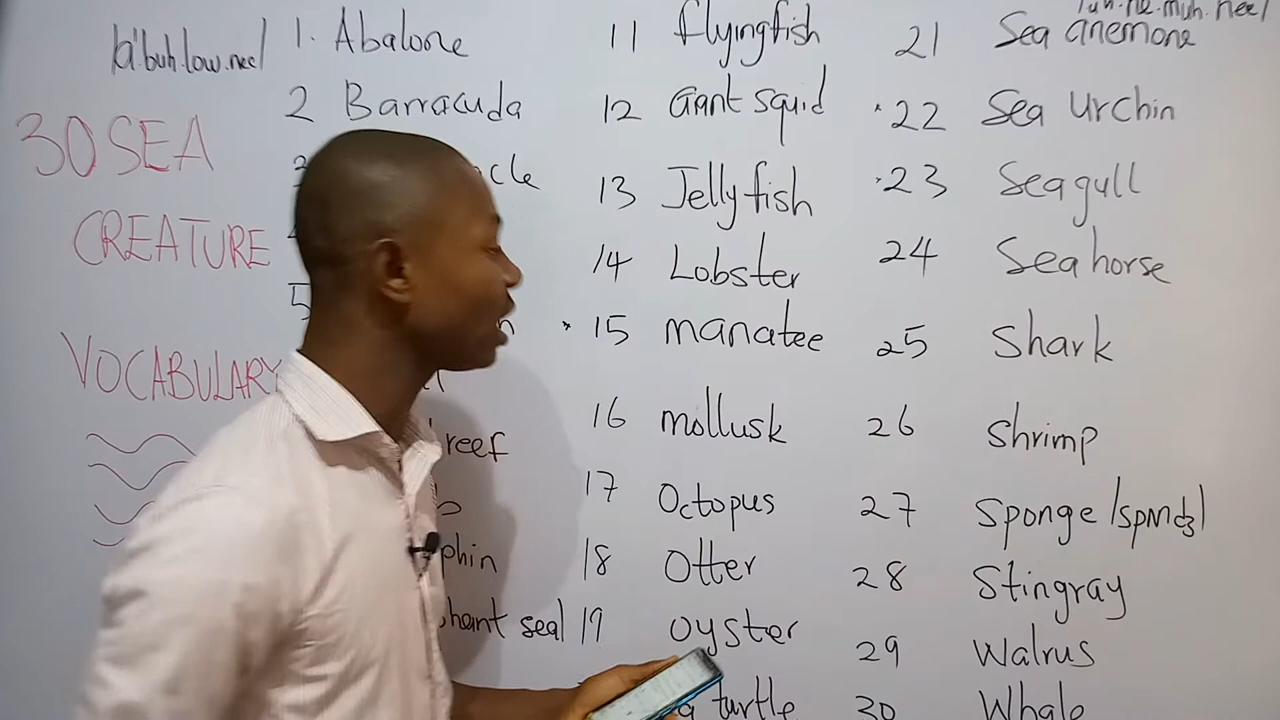 |a'buh.low.nee|
30 SEA
CREATURE
VOCABULARY
1. Abalone
2 Barracuda
3 cle
5 n
reef
phin
hant seal
11 flyingfish
12 Giant squid
13 Jellyfish
14 Lobster
15 manatee
16 mollusk
17 Octopus
18 Otter
19 oyster
turtle
21 Sea anemone
22 Sea Urchin
23 Seagull
24 Seahorse
25 Shark
26 Shrimp
27 Sponge
28 Stingray
29 Walrus
30 Whale